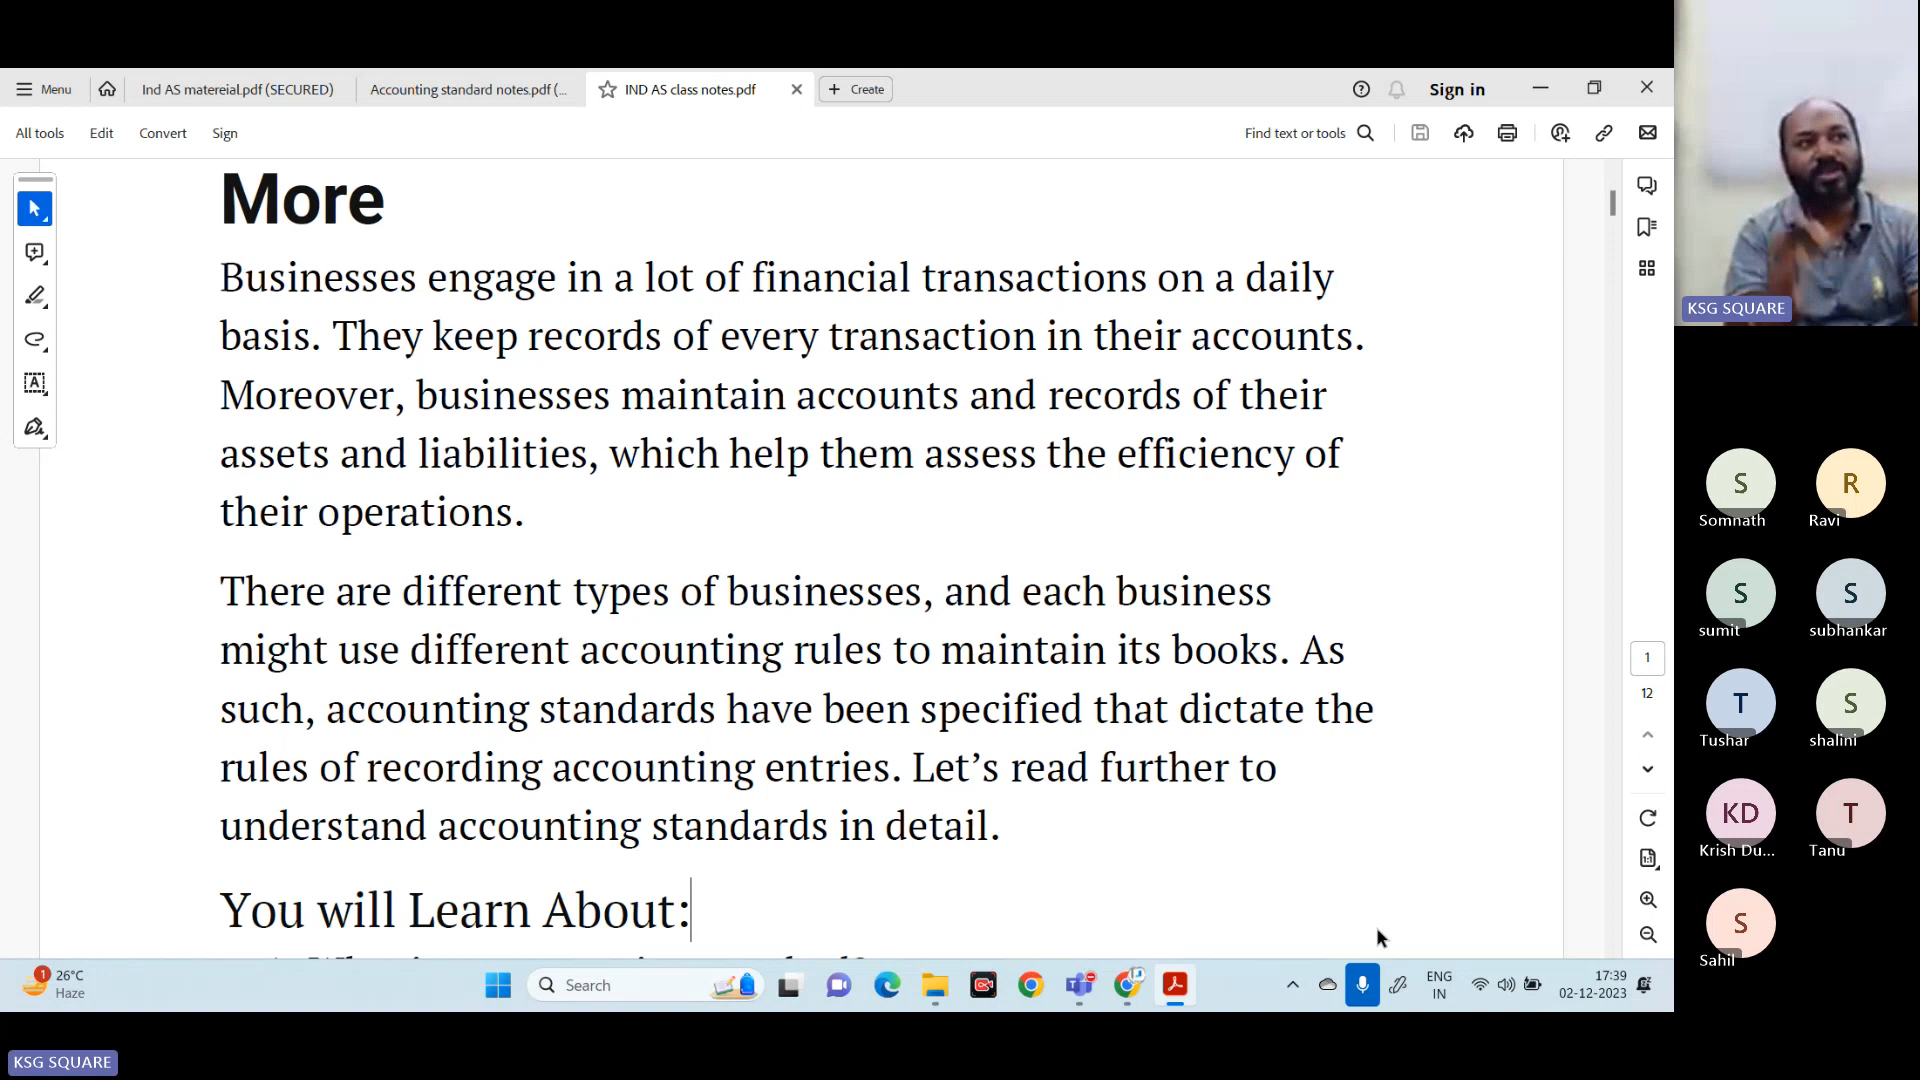 Menu
Ind AS matereial.pdf (SECURED)
Accounting standard notes.pdf (...
IND AS class notes.pdf
Create
Sign in
All tools
Edit
Convert
Sign
Find text or tools
More
Businesses engage in a lot of financial transactions on a daily
basis. They keep records of every transaction in their accounts.
Moreover, businesses maintain accounts and records of their
assets and liabilities, which help them assess the efficiency of
their operations.
There are different types of businesses, and each business
might use different accounting rules to maintain its books. As
such, accounting standards have been specified that dictate the
rules of recording accounting entries. Let’s read further to
understand accounting standards in detail.
You will Learn About:
1
12
KSG SQUARE
S
Somnath
R
Ravi
S
sumit
S
subhankar
T
Tushar
S
shalini
KD
Krish Du...
T
Tanu
S
Sahil
1
26°C
Haze
Search
ENG
IN
17:39
02-12-2023
KSG SQUARE